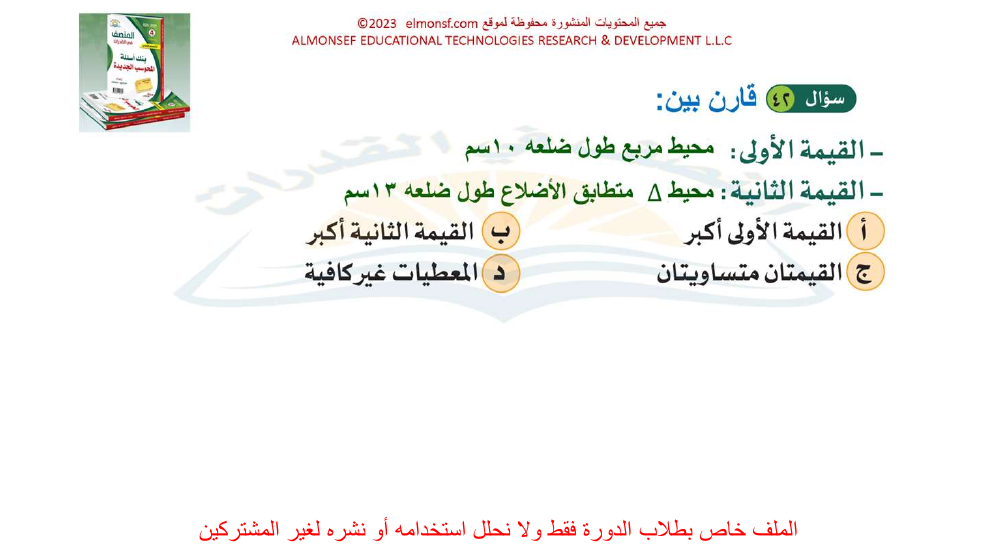 جميع المحتويات المنشورة محفوظة لموقع elmonsf.com ©2023
ALMONSEF EDUCATIONAL TECHNOLOGIES RESEARCH & DEVELOPMENT L.L.C
المنصف
بنك أسئلة
المحوسب الجديدة
سؤال ٤٢ قارن بين:
- القيمة الأولى: محيط مربع طول ضلعه ١٠سم
- القيمة الثانية: محيط Δ متطابق الأضلاع طول ضلعه ١٣سم
أ القيمة الأولى أكبر ب القيمة الثانية أكبر
ج القيمتان متساويتان د المعطيات غير كافية
الملف خاص بطلاب الدورة فقط ولا نحلل استخدامه أو نشره لغير المشتركين